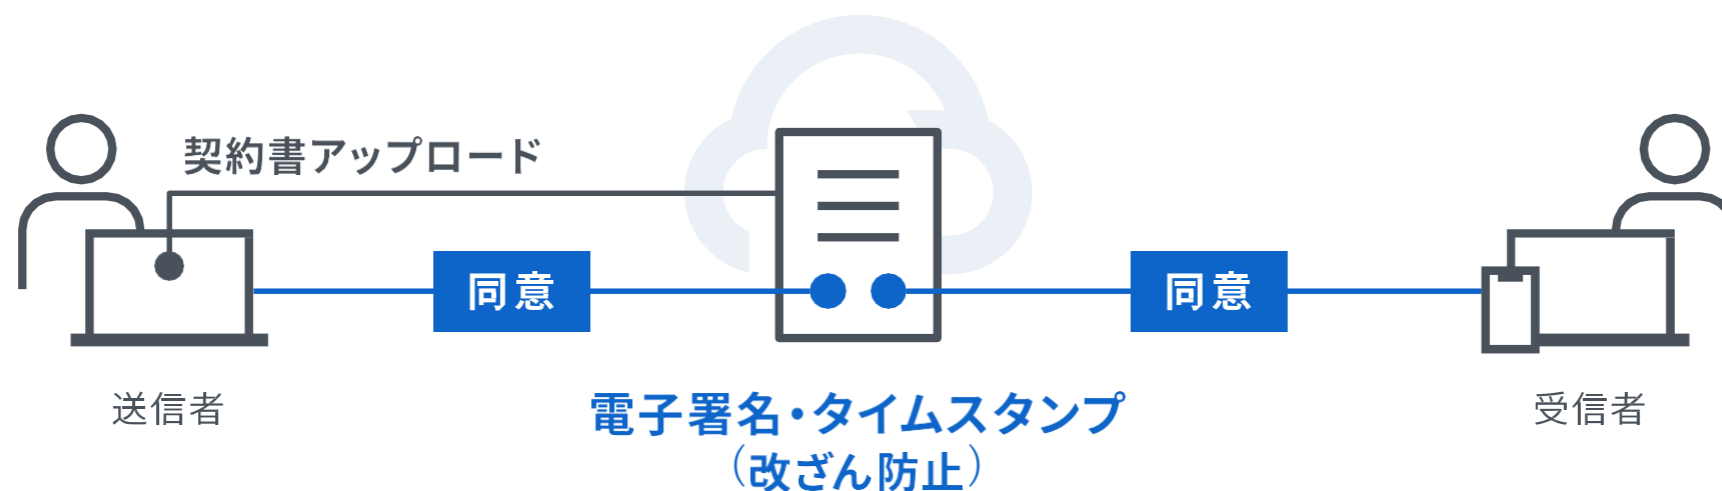 契約書アップロード
同意
同意
送信者
電子署名・タイムスタンプ
（改ざん防止）
受信者